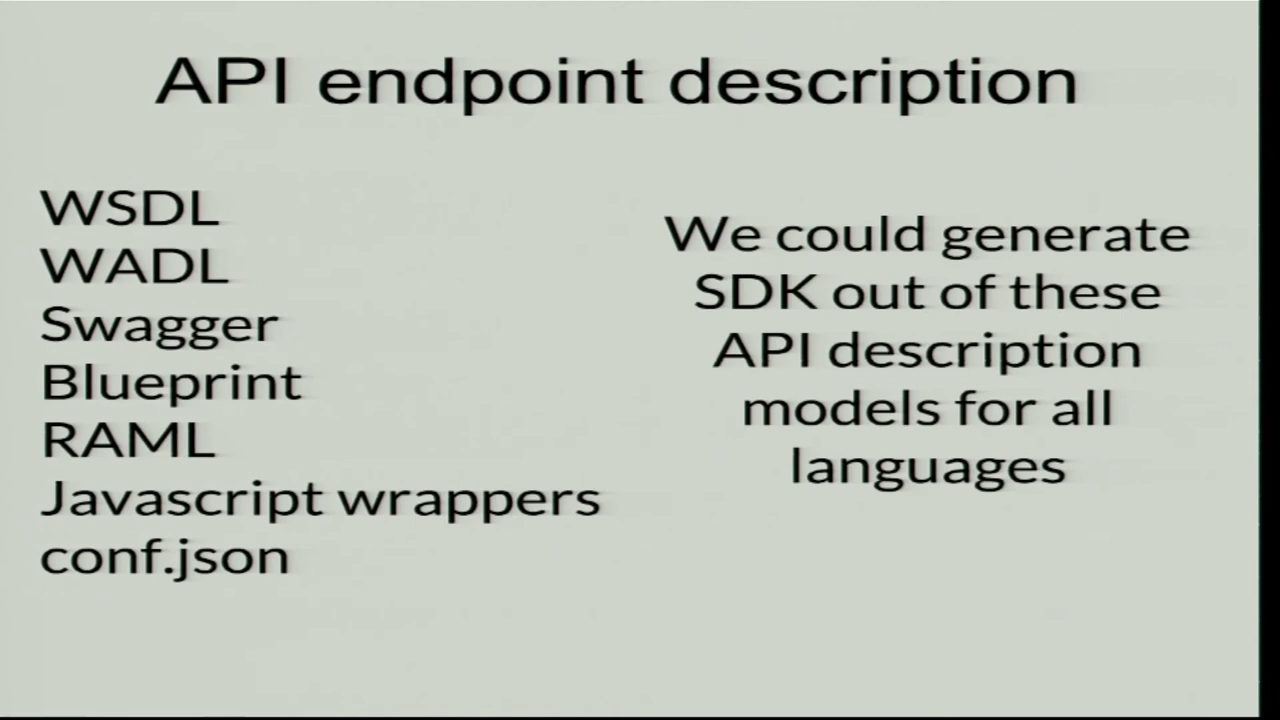 API endpoint description
WSDL
WADL
Swagger
Blueprint
RAML
Javascript wrappers
conf.json
We could generate
SDK out of these
API description
models for all
languages